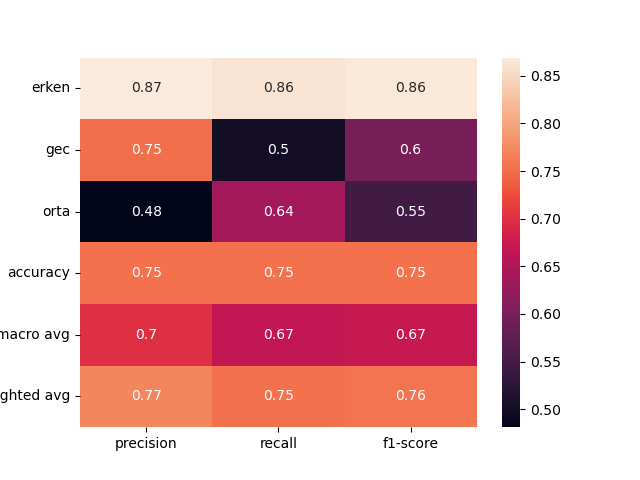 erken 0.87 0.86 0.86
gec 0.75 0.5 0.6
orta 0.48 0.64 0.55
accuracy 0.75 0.75 0.75
macro avg 0.7 0.67 0.67
ghted avg 0.77 0.75 0.76
precision recall f1-score
0.85
0.80
0.75
0.70
0.65
0.60
0.55
0.50